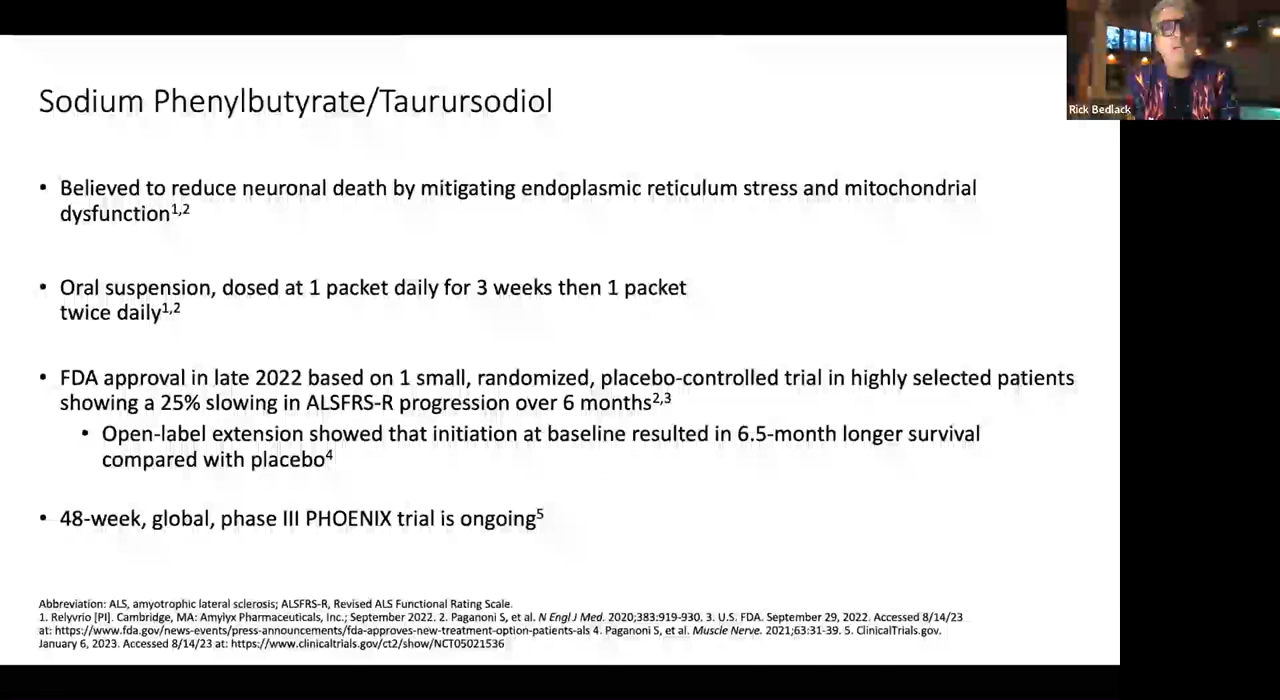 Rick Bedlack
Sodium Phenylbutyrate/Taurursodiol
• Believed to reduce neuronal death by mitigating endoplasmic reticulum stress and mitochondrial
dysfunction1,2
• Oral suspension, dosed at 1 packet daily for 3 weeks then 1 packet
twice daily1,2
• FDA approval in late 2022 based on 1 small, randomized, placebo-controlled trial in highly selected patients
showing a 25% slowing in ALSFRS-R progression over 6 months2,3
• Open-label extension showed that initiation at baseline resulted in 6.5-month longer survival
compared with placebo4
• 48-week, global, phase III PHOENIX trial is ongoing5
Abbreviation: ALS, amyotrophic lateral sclerosis; ALSFRS-R, Revised ALS Functional Rating Scale.
1. Relyvrio [PI]. Cambridge, MA: Amylyx Pharmaceuticals, Inc.; September 2022. 2. Paganoni S, et al. N Engl J Med. 2020;383:919-930, 3. U.S. FDA. September 29, 2022. Accessed 8/14/23
at: https://www.fda.gov/news-events/press-announcements/fda-approves-new-treatment-option-patients-als 4. Paganoni S, et al. Muscle Nerve. 2021;63:31-39. 5. ClinicalTrials.gov.
January 6, 2023. Accessed 8/14/23 at: https://www.clinicaltrials.gov/ct2/show/NCT05021536